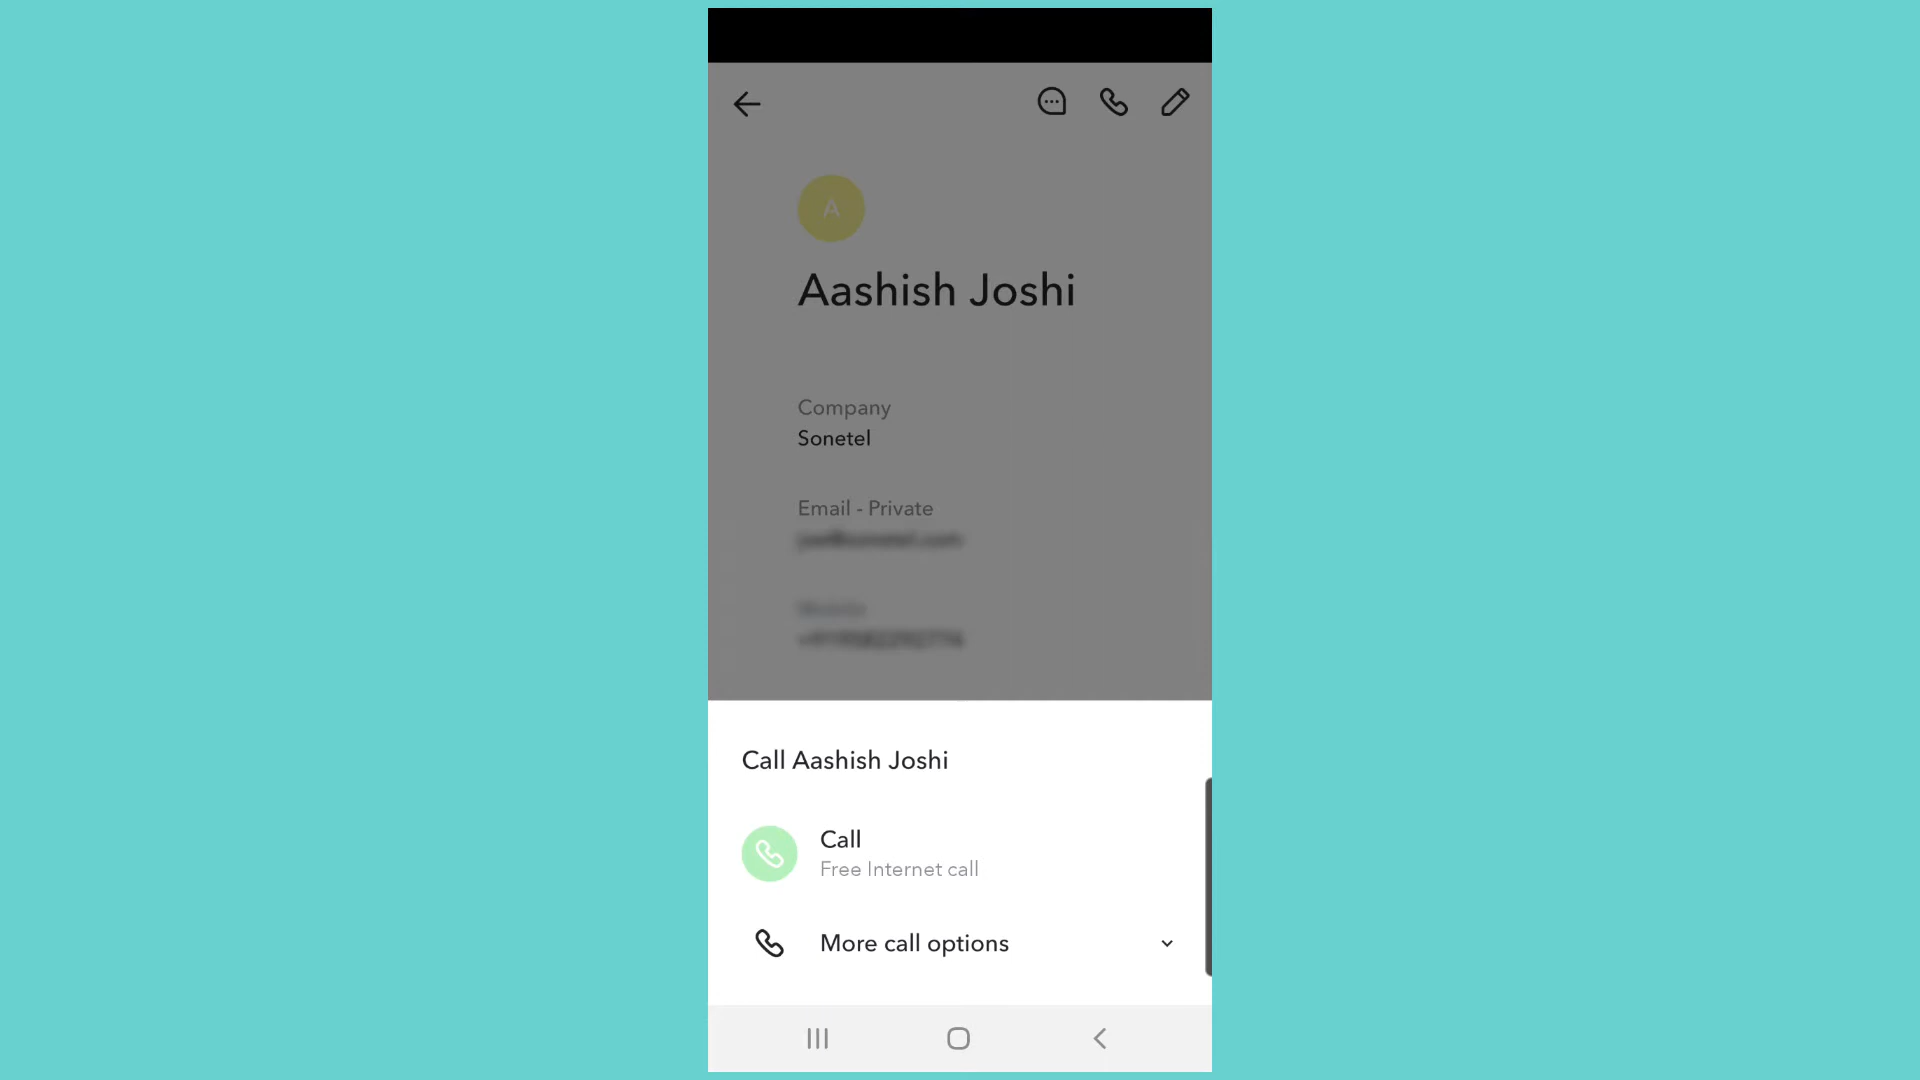 A
Aashish Joshi
Company
Sonetel
Email - Private
Call Aashish Joshi
Call
Free Internet call
More call options